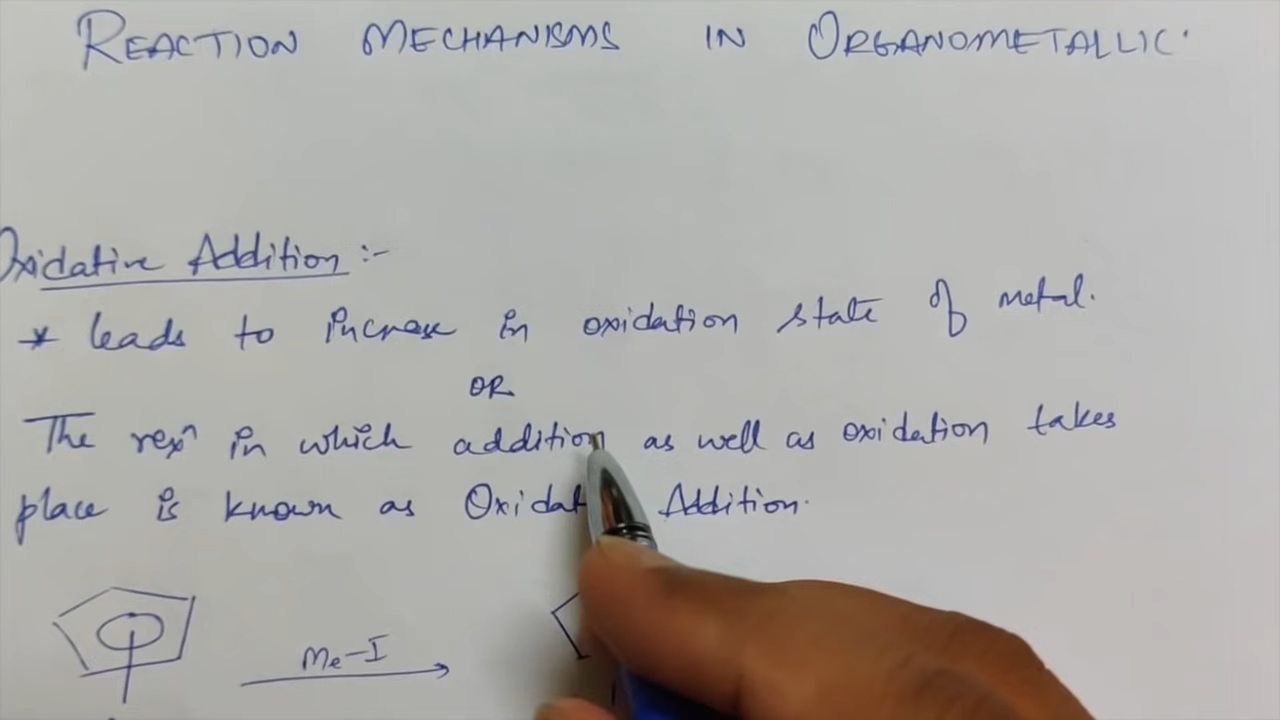 REACTION MECHANISMS IN ORGANOMETALLIC.
Oxidative Addition :-
* leads to increase in oxidation state of metal.
OR
The rexⁿ in which addition as well as oxidation takes
place is known as Oxidat Addition.
Me-I